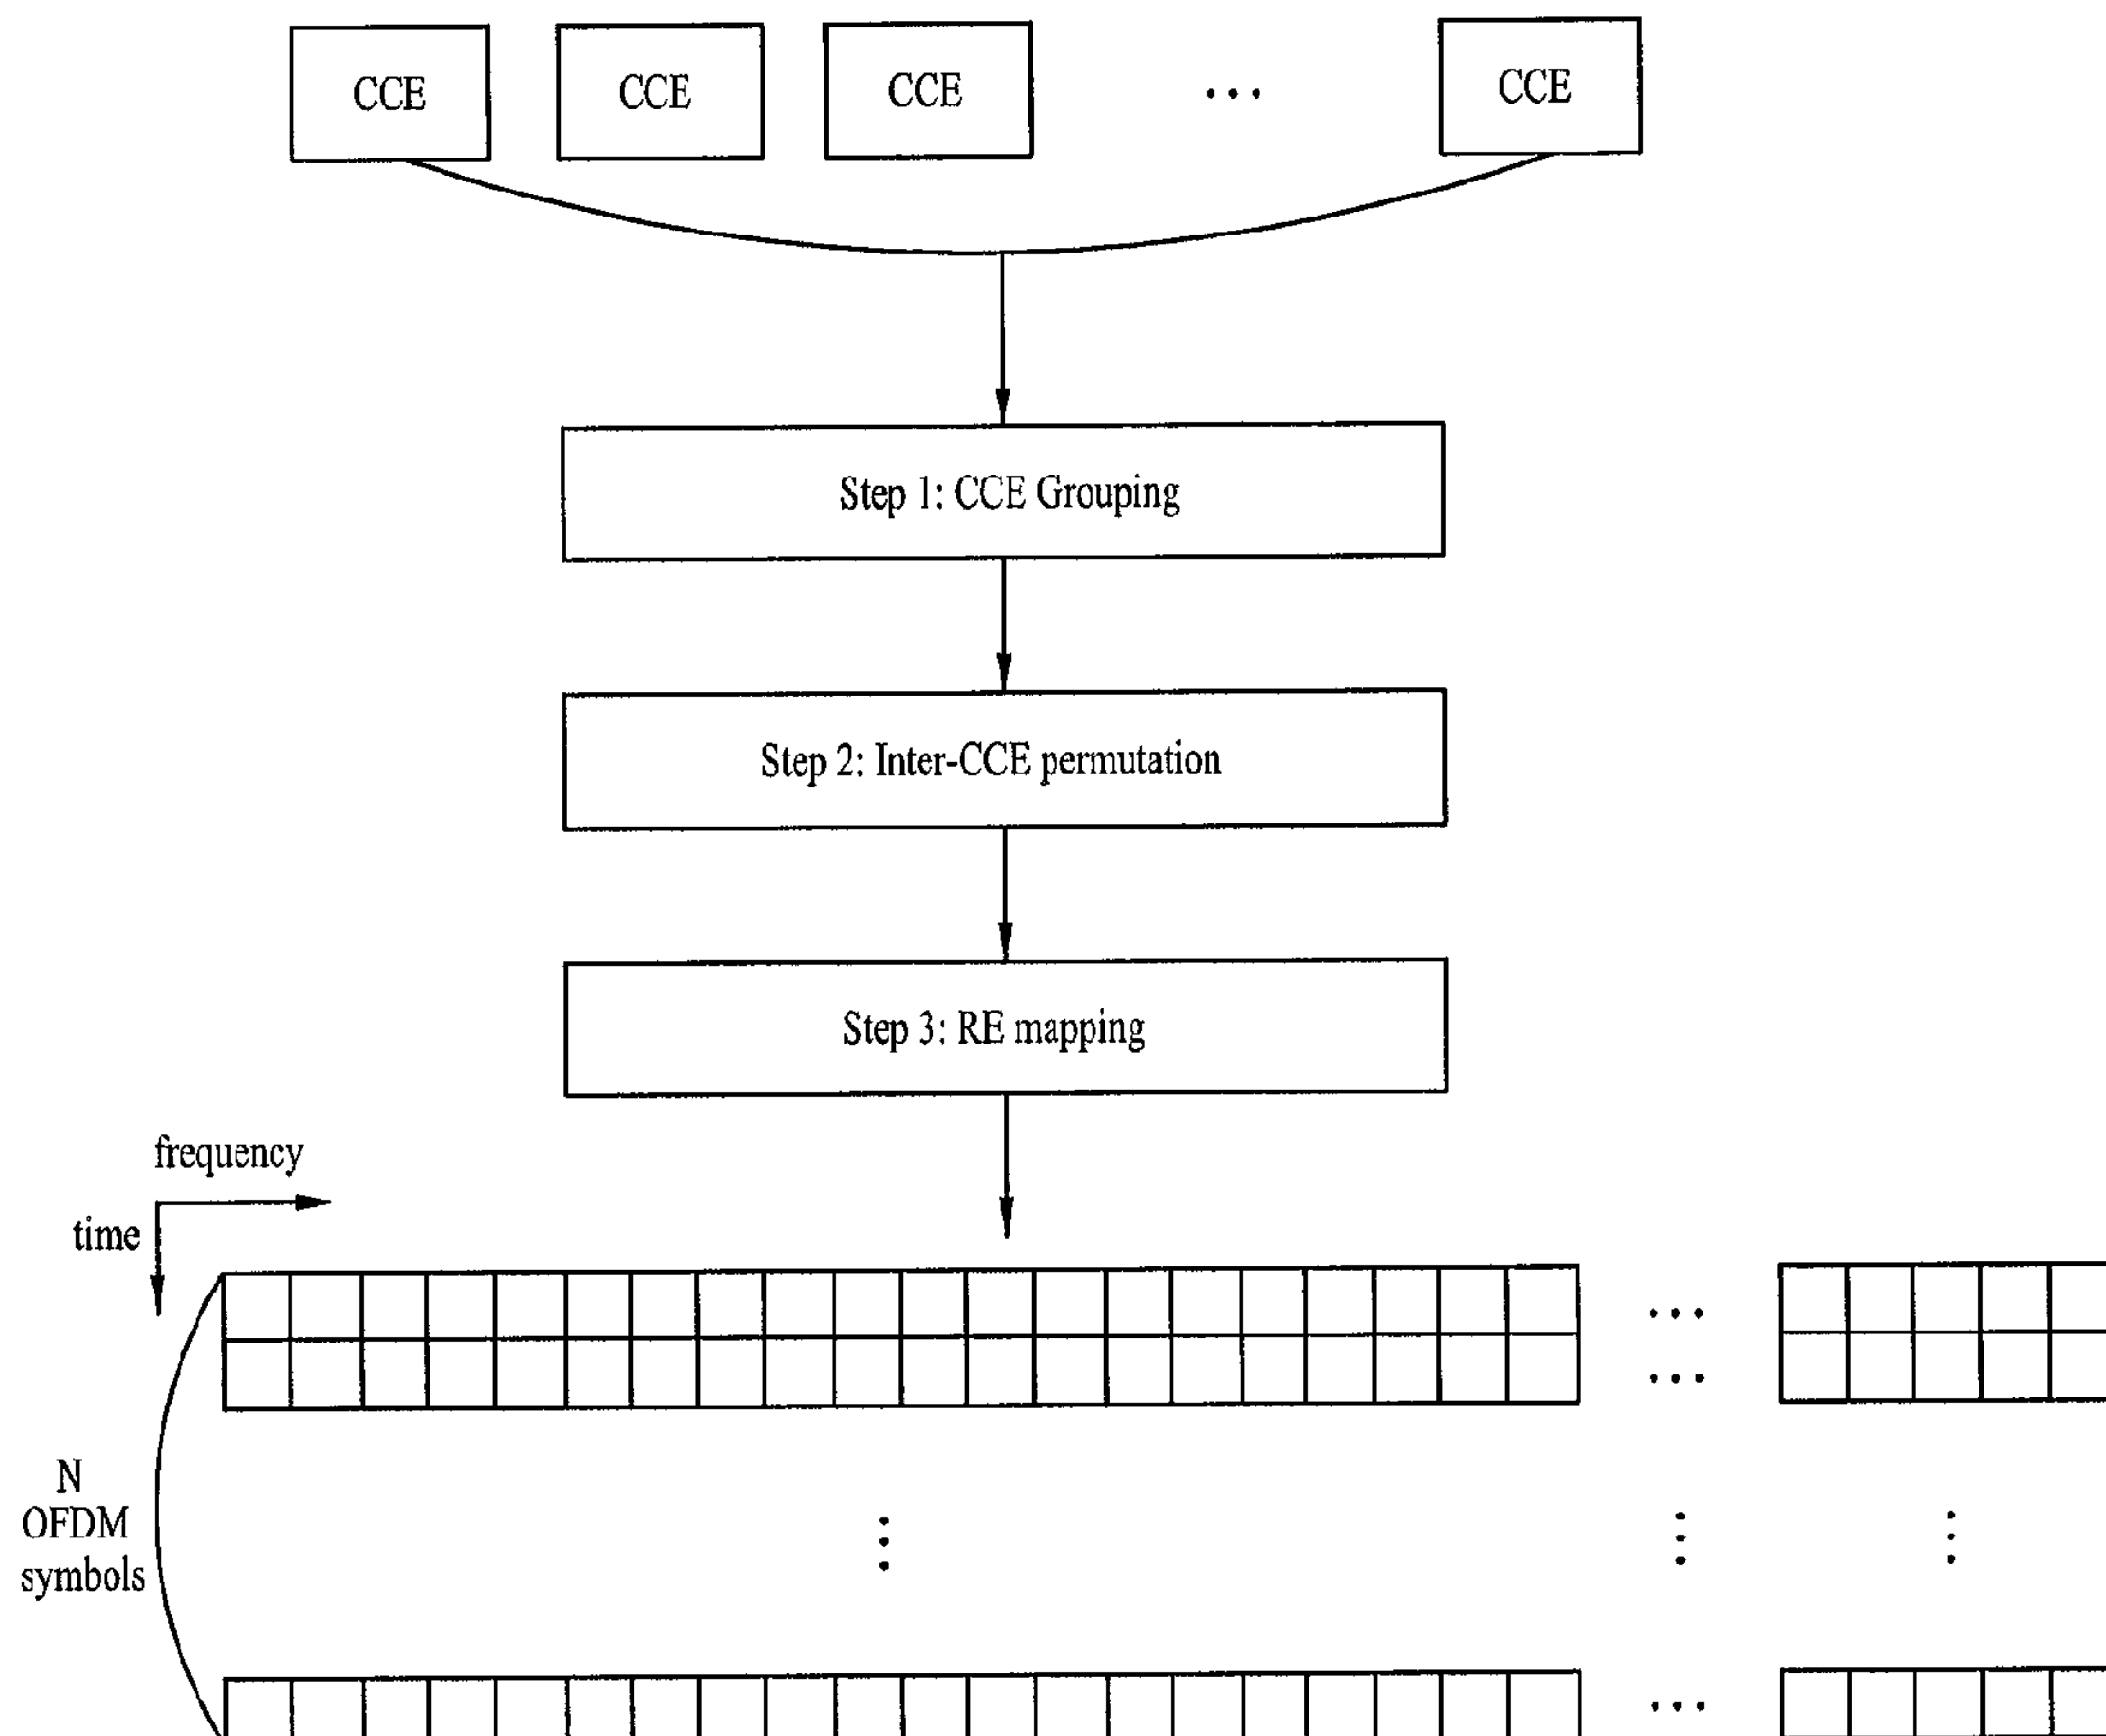 CCE CCE CCE ... CCE
Step 1: CCE Grouping
Step 2: Inter-CCE permutation
Step 3: RE mapping
frequency
time
...
...
N
OFDM
symbols
...